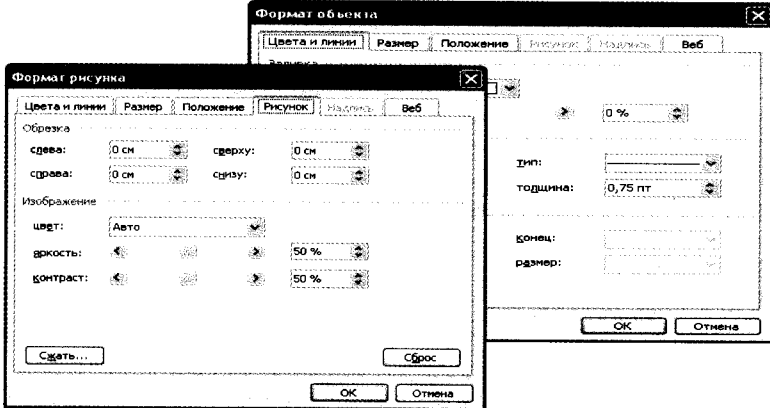 Формат объекта
Цвета и линии Размер Положение Рисунок Надпись Веб
Заливка
0 %
тип:
толщина: 0,75 пт
конец:
размер:
ОК Отмена
Формат рисунка
Цвета и линии Размер Положение Рисунок Надпись Веб
Обрезка
слева: 0 см сверху: 0 см
справа: 0 см снизу: 0 см
Изображение
цвет: Авто
яркость: 50 %
контраст: 50 %
Сжать... Сброс
ОК Отмена